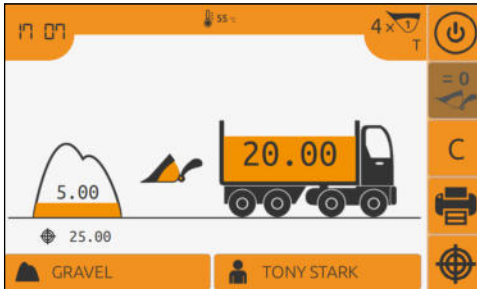 17 07
55 °C
4×
1
T
= 0
C
20.00
5.00
25.00
GRAVEL
TONY STARK